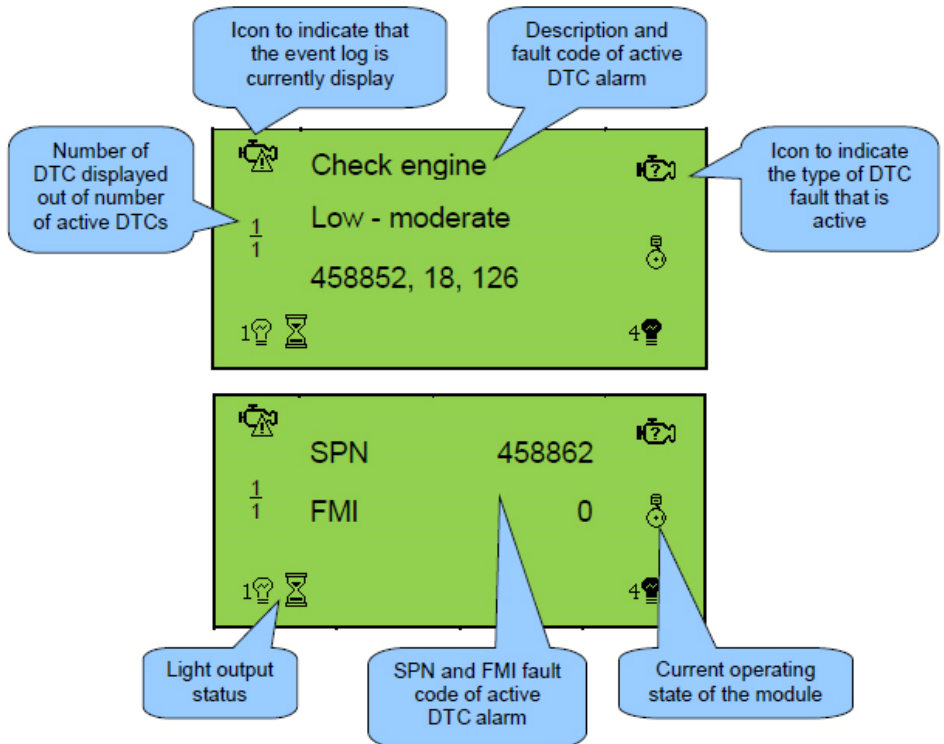 Icon to indicate that
the event log is
currently display
Description and
fault code of active
DTC alarm
Number of
DTC displayed
out of number
of active DTCs
Icon to indicate
the type of DTC
fault that is
active
Check engine
?
1
1
Low - moderate
458852, 18, 126
1
4
SPN 458862
?
1
1
FMI 0
1
4
Light output
status
SPN and FMI fault
code of active
DTC alarm
Current operating
state of the module